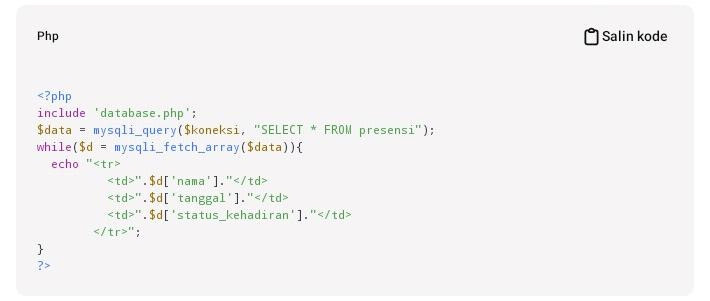 Php
Salin kode
<?php
include 'database.php';
$data = mysqli_query($koneksi, "SELECT * FROM presensi");
while($d = mysqli_fetch_array($data)){
  echo "<tr>
          <td>".$d['nama']."</td>
          <td>".$d['tanggal']."</td>
          <td>".$d['status_kehadiran']."</td>
        </tr>";
}
?>